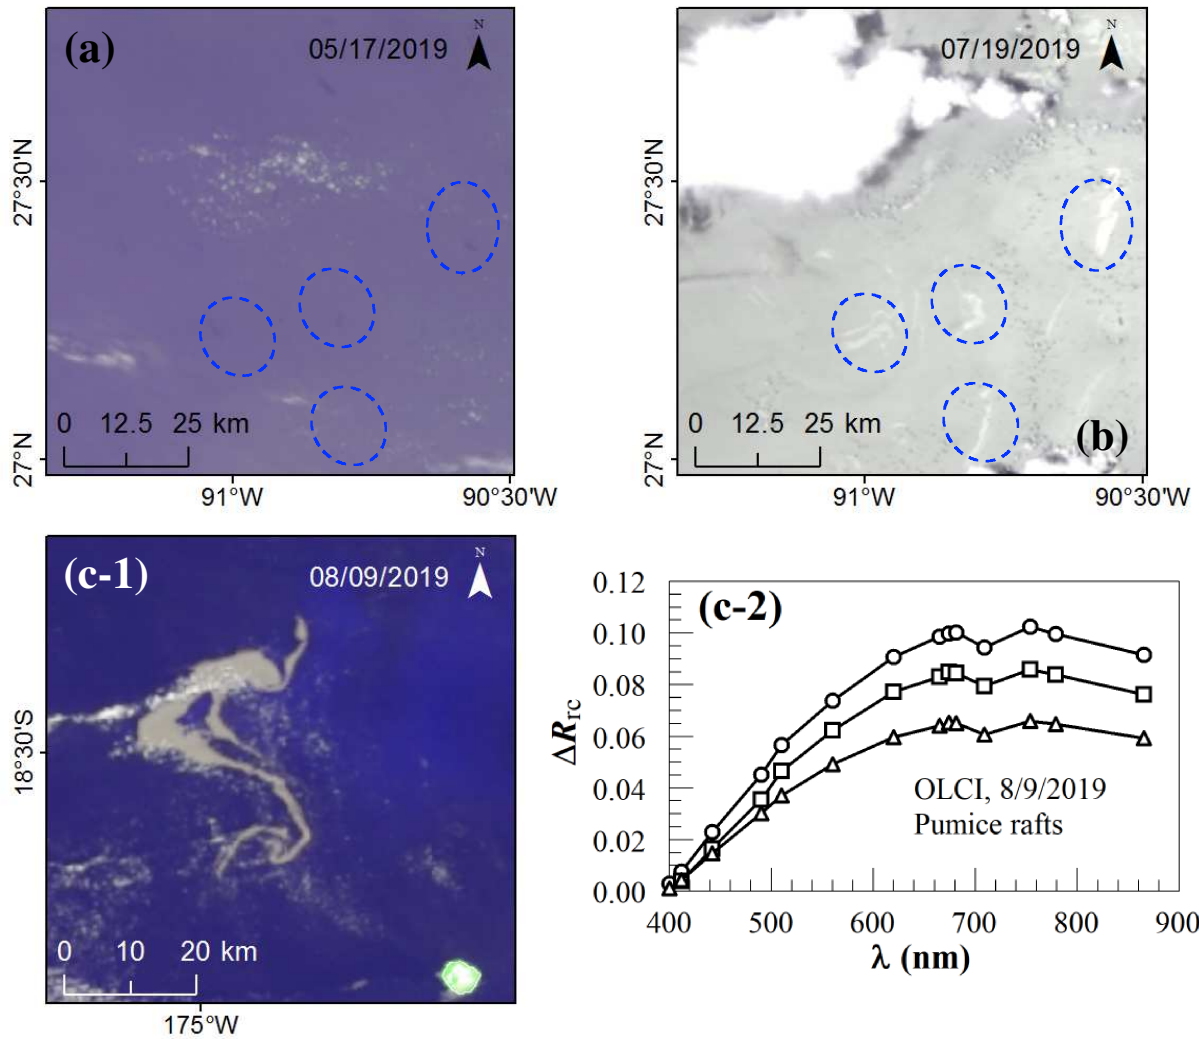 (a)
05/17/2019
N
27°30'N
27°N
0 12.5 25 km
91°W
90°30'W
07/19/2019
N
27°30'N
27°N
0 12.5 25 km
(b)
91°W
90°30'W
(c-1)
08/09/2019
N
18°30'S
0 10 20 km
175°W
(c-2)
0.12
0.10
0.08
0.06
0.04
0.02
0.00
ΔRrc
OLCI, 8/9/2019
Pumice rafts
400 500 600 700 800 900
λ (nm)